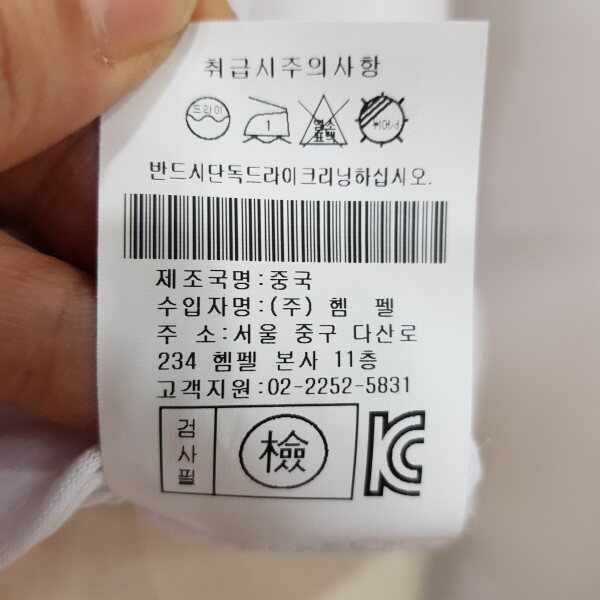 취급시주의사항
드라이 1 염소표백 뉘어서
반드시단독드라이크리닝하십시오.
제조국명:중국
수입자명:(주) 헴 펠
주 소:서울 중구 다산로
234 헴펠 본사 11층
고객지원:02-2252-5831
검사필 檢 KC